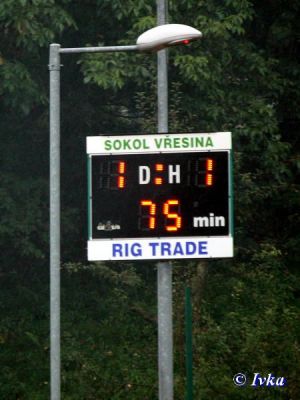 SOKOL VŘESINA
1 D:H 1
75 min
RIG TRADE
© Ivka